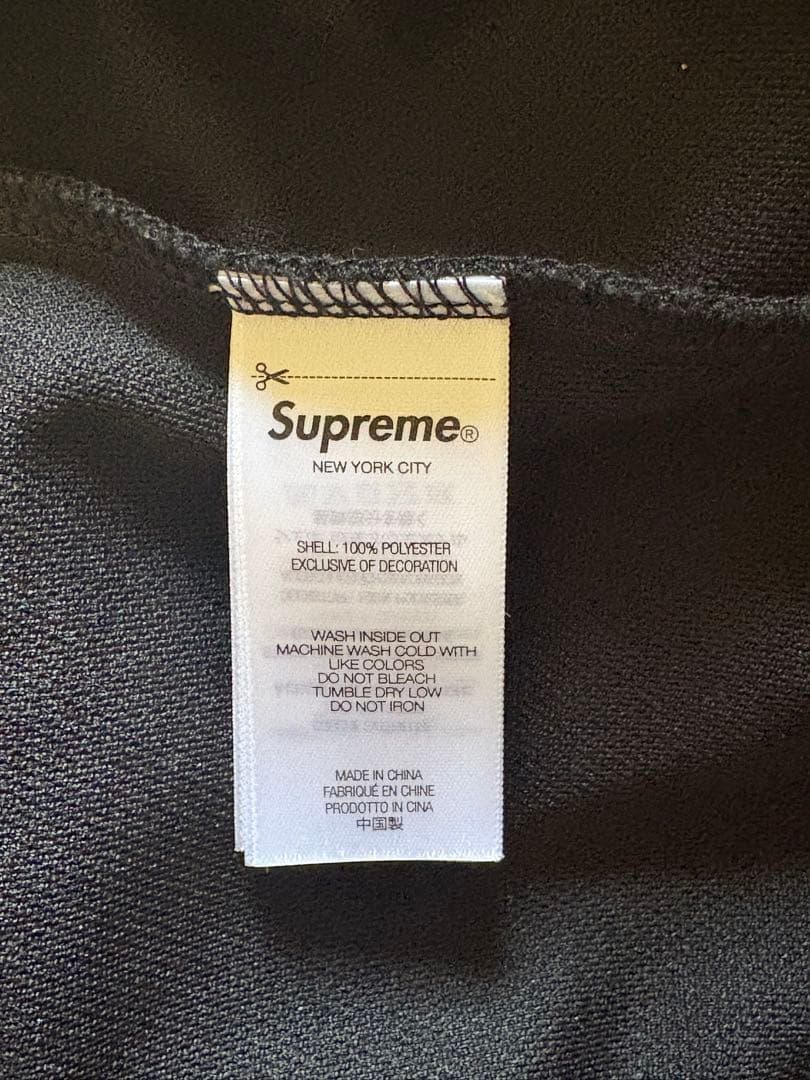 Supreme®
NEW YORK CITY
SHELL: 100% POLYESTER
EXCLUSIVE OF DECORATION
WASH INSIDE OUT
MACHINE WASH COLD WITH
LIKE COLORS
DO NOT BLEACH
TUMBLE DRY LOW
DO NOT IRON
MADE IN CHINA
FABRIQUÉ EN CHINE
PRODOTTO IN CINA
中国製